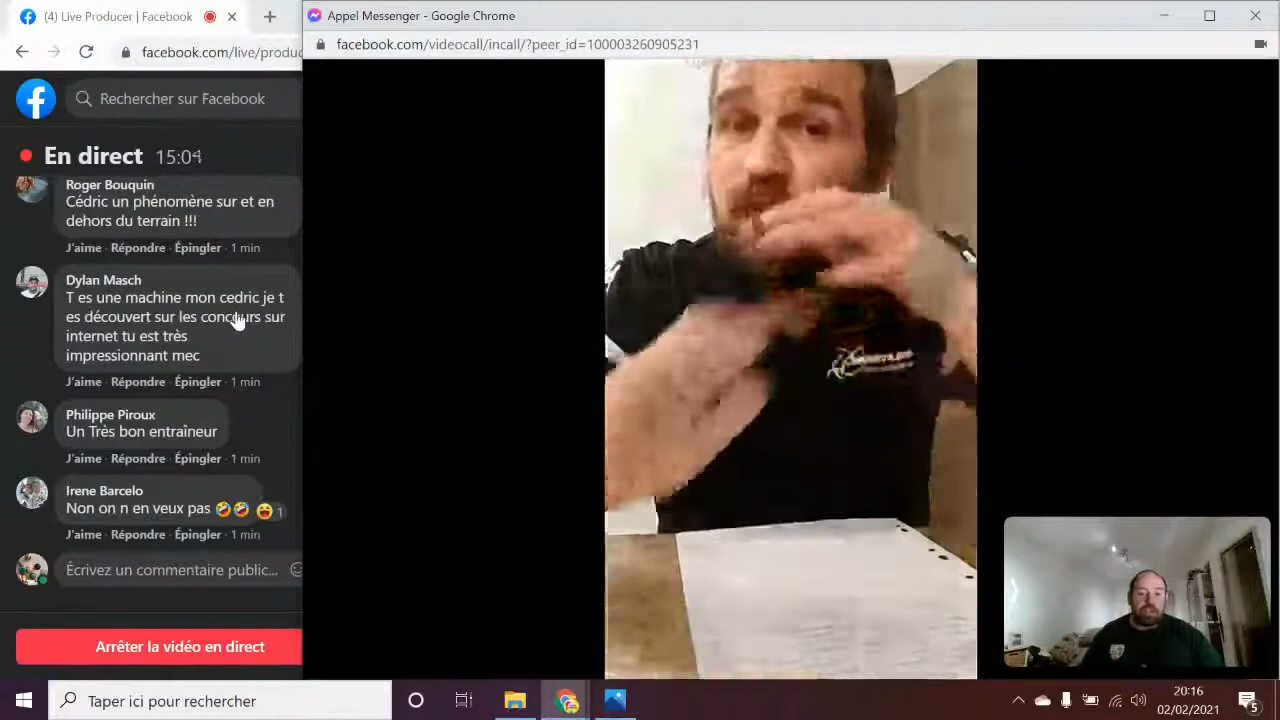 (4) Live Producer | Facebook
Appel Messenger - Google Chrome
facebook.com/live/produc
facebook.com/videocall/incall/?peer_id=100003260905231
Rechercher sur Facebook
En direct 15:04
Roger Bouquin
Cédric un phénomène sur et en
dehors du terrain !!!
J'aime · Répondre · Épingler · 1 min
Dylan Masch
T es une machine mon cedric je t
es découvert sur les concours sur
internet tu est très
impressionnant mec
J'aime · Répondre · Épingler · 1 min
Philippe Piroux
Un Très bon entraîneur
J'aime · Répondre · Épingler · 1 min
Irene Barcelo
Non on n en veux pas 🤣🤣
1
J'aime · Répondre · Épingler · 1 min
Écrivez un commentaire public...
Arrêter la vidéo en direct
Taper ici pour rechercher
20:16
02/02/2021
5